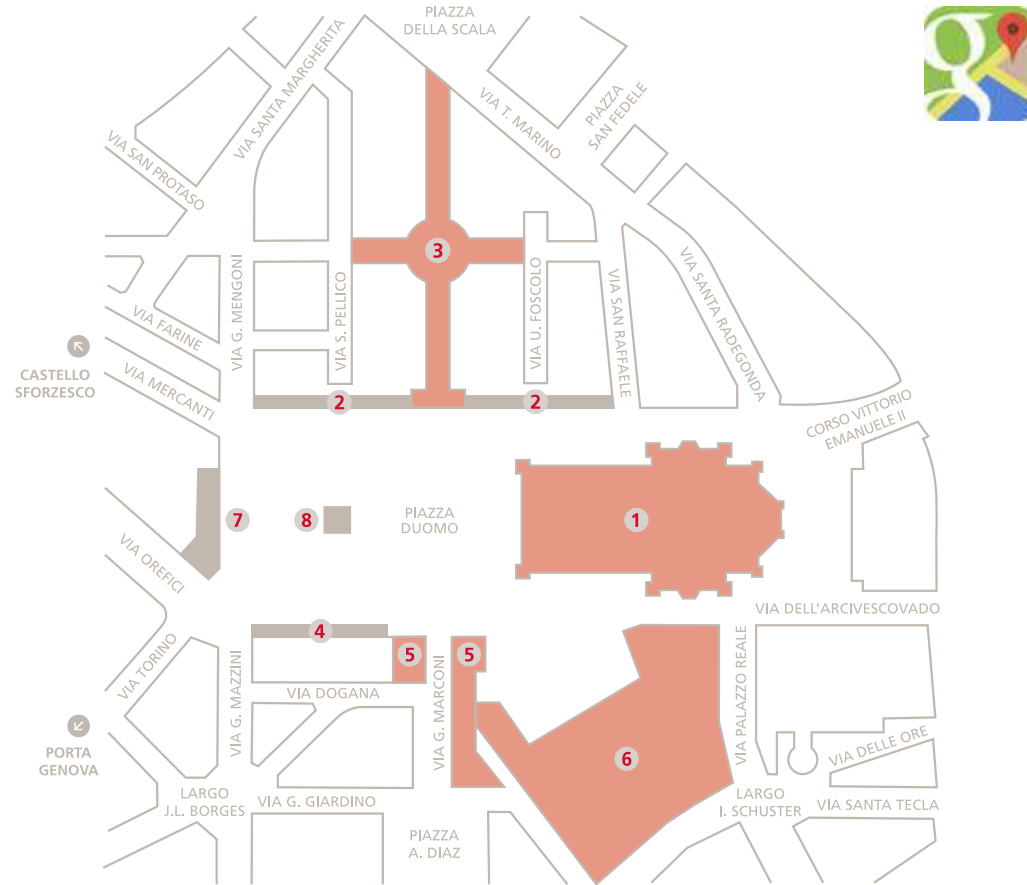 PIAZZA
DELLA SCALA
g
VIA SANTA MARGHERITA
VIA T. MARINO
PIAZZA
SAN FEDELE
VIA SAN PROTASO
3
VIA G. MENGONI
VIA S. PELLICO
VIA U. FOSCOLO
VIA SAN RAFFAELE
VIA SANTA RADEGONDA
VIA FARINE
CASTELLO
SFORZESCO
VIA MERCANTI
2
2
CORSO VITTORIO
EMANUELE II
7
8
PIAZZA
DUOMO
1
VIA OREFICI
VIA DELL'ARCIVESCOVADO
4
5
5
VIA TORINO
VIA G. MAZZINI
VIA DOGANA
VIA G. MARCONI
VIA PALAZZO REALE
PORTA
GENOVA
6
VIA DELLE ORE
LARGO
J.L. BORGES
VIA G. GIARDINO
LARGO
I. SCHUSTER
VIA SANTA TECLA
PIAZZA
A. DIAZ